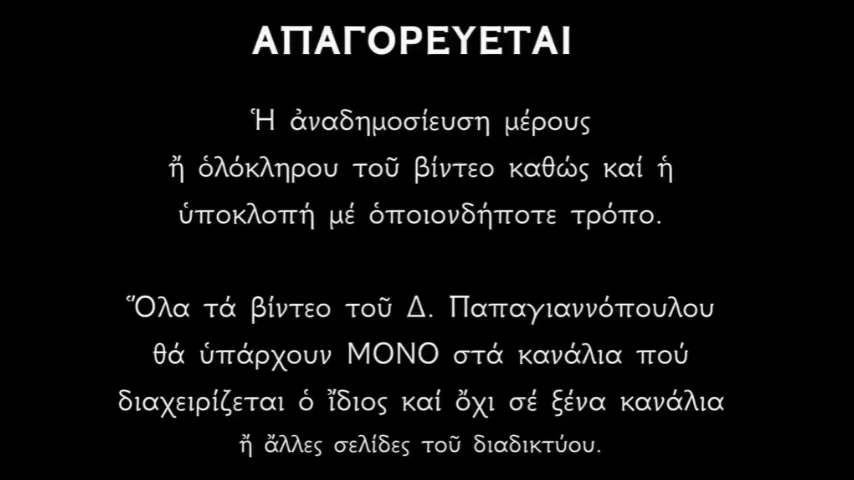 ΑΠΑΓΟΡΕΥΕΤΑΙ
Ἡ ἀναδημοσίευση μέρους
ἤ ὁλόκληρου τοῦ βίντεο καθώς καί ἡ
ὑποκλοπή μέ ὁποιονδήποτε τρόπο.
Ὅλα τά βίντεο τοῦ Δ. Παπαγιαννόπουλου
θά ὑπάρχουν ΜΟΝΟ στά κανάλια πού
διαχειρίζεται ὁ ἴδιος καί ὄχι σέ ξένα κανάλια
ἤ ἄλλες σελίδες τοῦ διαδικτύου.